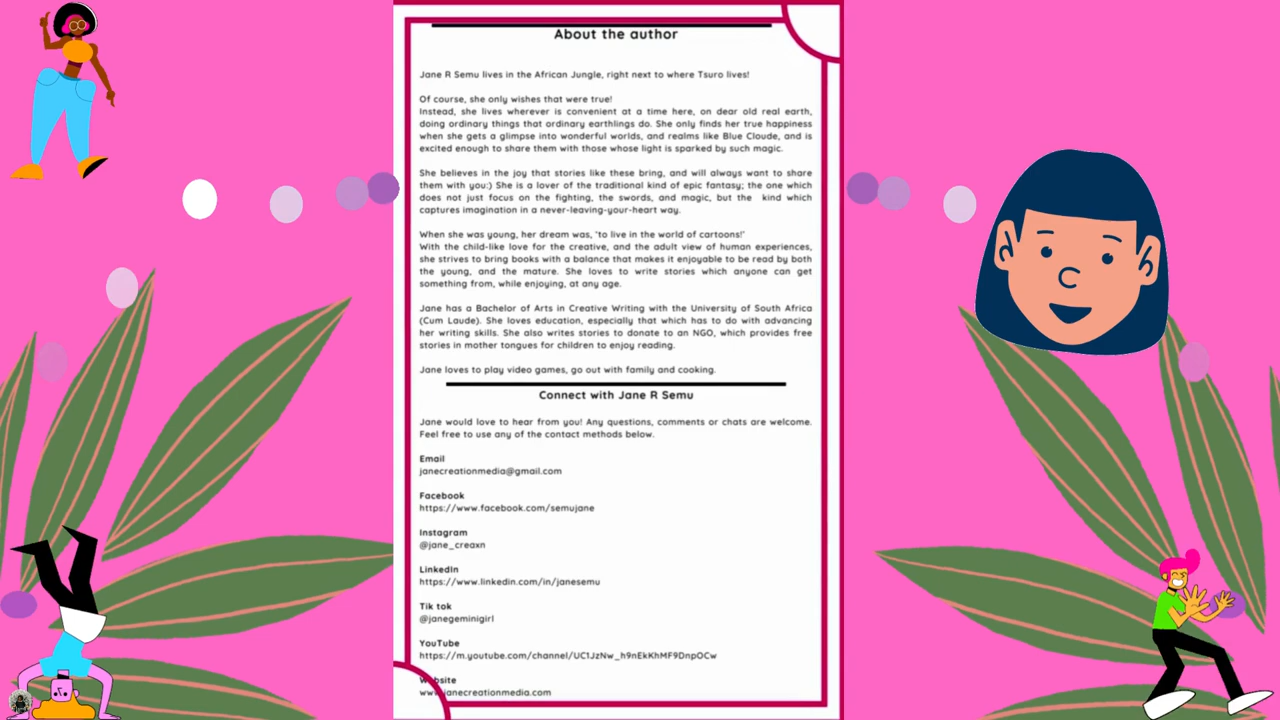 About the author
Jane R Semu lives in the African Jungle, right next to where Tsuro lives!
Of course, she only wishes that were true!
Instead, she lives wherever is convenient at a time here, on dear old real earth,
doing ordinary things that ordinary earthlings do. She only finds her true happiness
when she gets a glimpse into wonderful worlds, and realms like Blue Cloude, and is
excited enough to share them with those whose light is sparked by such magic.
She believes in the joy that stories like these bring, and will always want to share
them with you:) She is a lover of the traditional kind of epic fantasy; the one which
does not just focus on the fighting, the swords, and magic, but the kind which
captures imagination in a never-leaving-your-heart way.
When she was young, her dream was, 'to live in the world of cartoons!'
With the child-like love for the creative, and the adult view of human experiences,
she strives to bring books with a balance that makes it enjoyable to be read by both
the young, and the mature. She loves to write stories which anyone can get
something from, while enjoying, at any age.
Jane has a Bachelor of Arts in Creative Writing with the University of South Africa
(Cum Laude). She loves education, especially that which has to do with advancing
her writing skills. She also writes stories to donate to an NGO, which provides free
stories in mother tongues for children to enjoy reading.
Jane loves to play video games, go out with family and cooking.
Connect with Jane R Semu
Jane would love to hear from you! Any questions, comments or chats are welcome.
Feel free to use any of the contact methods below.
Email
janecreationmedia@gmail.com
Facebook
https://www.facebook.com/semujane
Instagram
@jane_creaxn
LinkedIn
https://www.linkedin.com/in/janesemu
Tik tok
@janegeminigirl
YouTube
https://m.youtube.com/channel/UC1JzNw_h9nEkKhMF9DnpOCw
Website
www.janecreationmedia.com